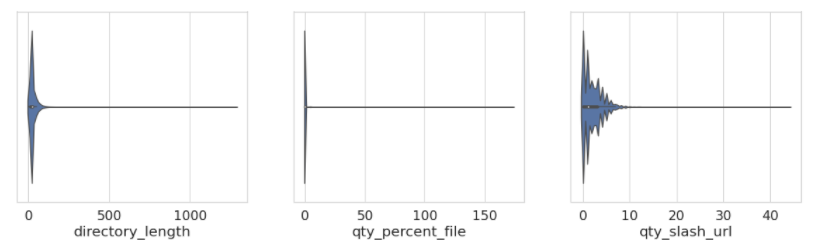 0 500 1000
directory_length
0 50 100 150
qty_percent_file
0 10 20 30 40
qty_slash_url